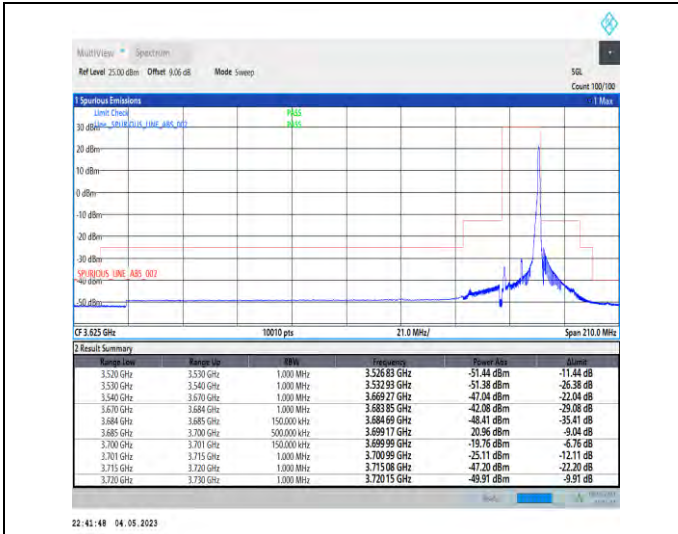 MultiView Spectrum
Ref Level 25.00 dBm Offset 9.06 dB Mode Sweep SGL
Count 100/100
1 Spurious Emissions 1 Max
Limit Check PASS
30 dBm Line _SPURIOUS_LINE_ABS_002 PASS
20 dBm
10 dBm
0 dBm
-10 dBm
-20 dBm
-30 dBm
SPURIOUS_LINE_ABS_002
-40 dBm
-50 dBm
CF 3.625 GHz 10010 pts 21.0 MHz/ Span 210.0 MHz
2 Result Summary
Range Low Range Up RBW Frequency Power Abs ΔLimit
3.520 GHz 3.530 GHz 1.000 MHz 3.526 83 GHz -51.44 dBm -11.44 dB
3.530 GHz 3.540 GHz 1.000 MHz 3.532 93 GHz -51.38 dBm -26.38 dB
3.540 GHz 3.670 GHz 1.000 MHz 3.669 27 GHz -47.04 dBm -22.04 dB
3.670 GHz 3.684 GHz 1.000 MHz 3.683 85 GHz -42.08 dBm -29.08 dB
3.684 GHz 3.685 GHz 150.000 kHz 3.684 69 GHz -48.41 dBm -35.41 dB
3.685 GHz 3.700 GHz 500.000 kHz 3.699 17 GHz 20.96 dBm -9.04 dB
3.700 GHz 3.701 GHz 150.000 kHz 3.699 99 GHz -19.76 dBm -6.76 dB
3.701 GHz 3.715 GHz 1.000 MHz 3.700 99 GHz -25.11 dBm -12.11 dB
3.715 GHz 3.720 GHz 1.000 MHz 3.715 08 GHz -47.20 dBm -22.20 dB
3.720 GHz 3.730 GHz 1.000 MHz 3.720 15 GHz -49.91 dBm -9.91 dB
22:41:48 04.05.2023